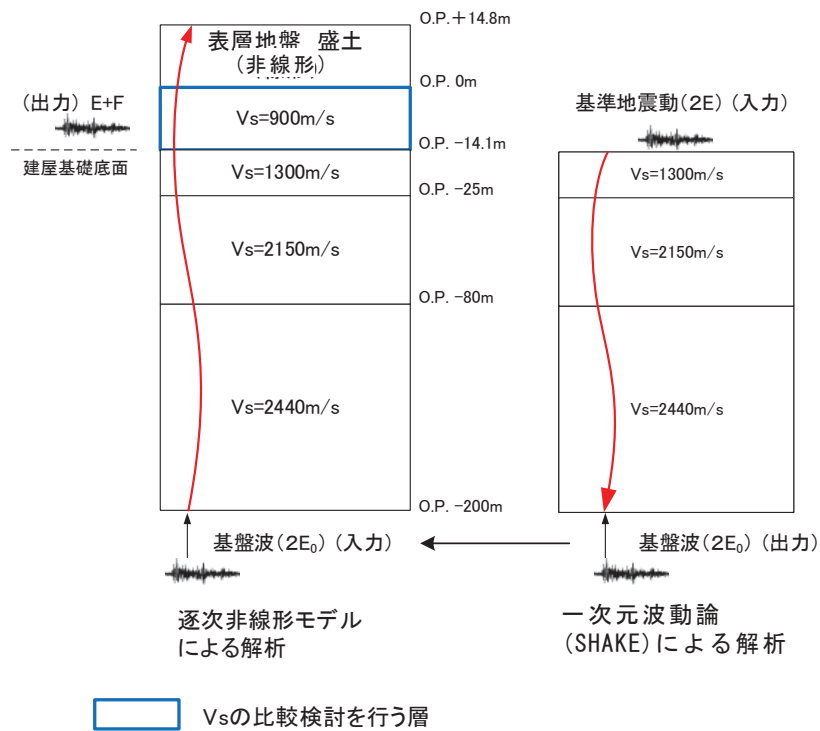 O.P.+14.8m
表層地盤 盛土
(非線形)
O.P. 0m
(出力) E+F
Vs=900m/s
O.P. -14.1m
建屋基礎底面
Vs=1300m/s
O.P. -25m
Vs=2150m/s
O.P. -80m
Vs=2440m/s
O.P. -200m
基盤波(2E₀)(入力)
逐次非線形モデル
による解析
基準地震動(2E)(入力)
Vs=1300m/s
Vs=2150m/s
Vs=2440m/s
基盤波(2E₀)(出力)
一次元波動論
(SHAKE)による解析
Vsの比較検討を行う層